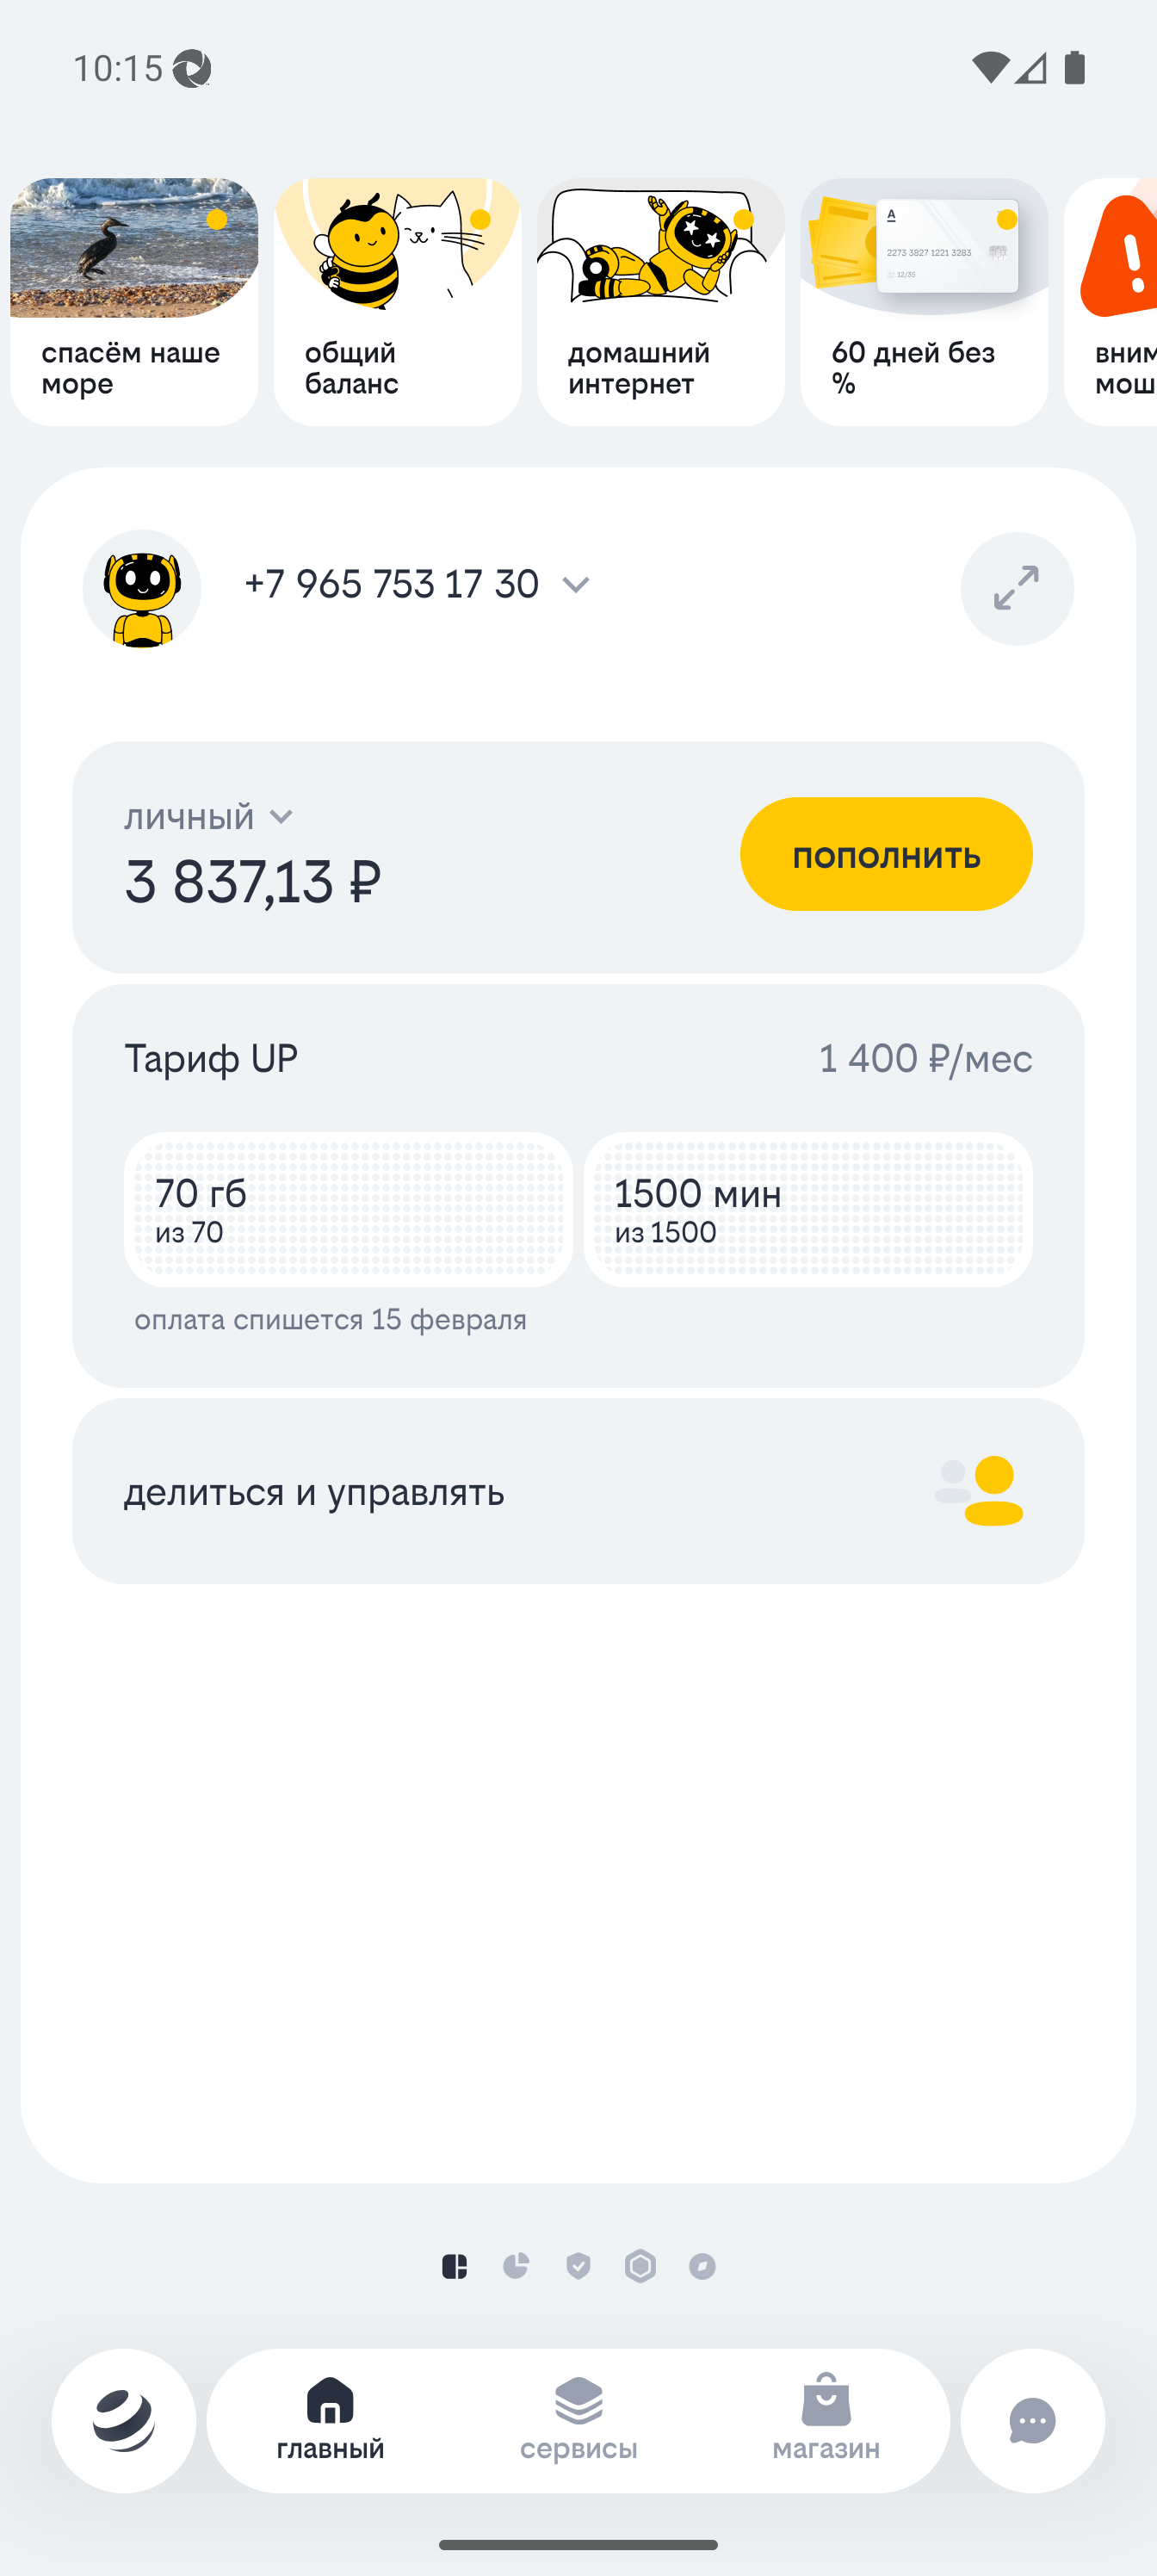 10:15
спасём наше
море
общий
баланс
домашний
интернет
A
2273 3827 1221 3283
12/35
60 дней без
%
вним
мош
+7 965 753 17 30
личный
3 837,13 ₽
пополнить
Тариф UP
1 400 ₽/мес
70 гб
из 70
1500 мин
из 1500
оплата спишется 15 февраля
делиться и управлять
главный
сервисы
магазин